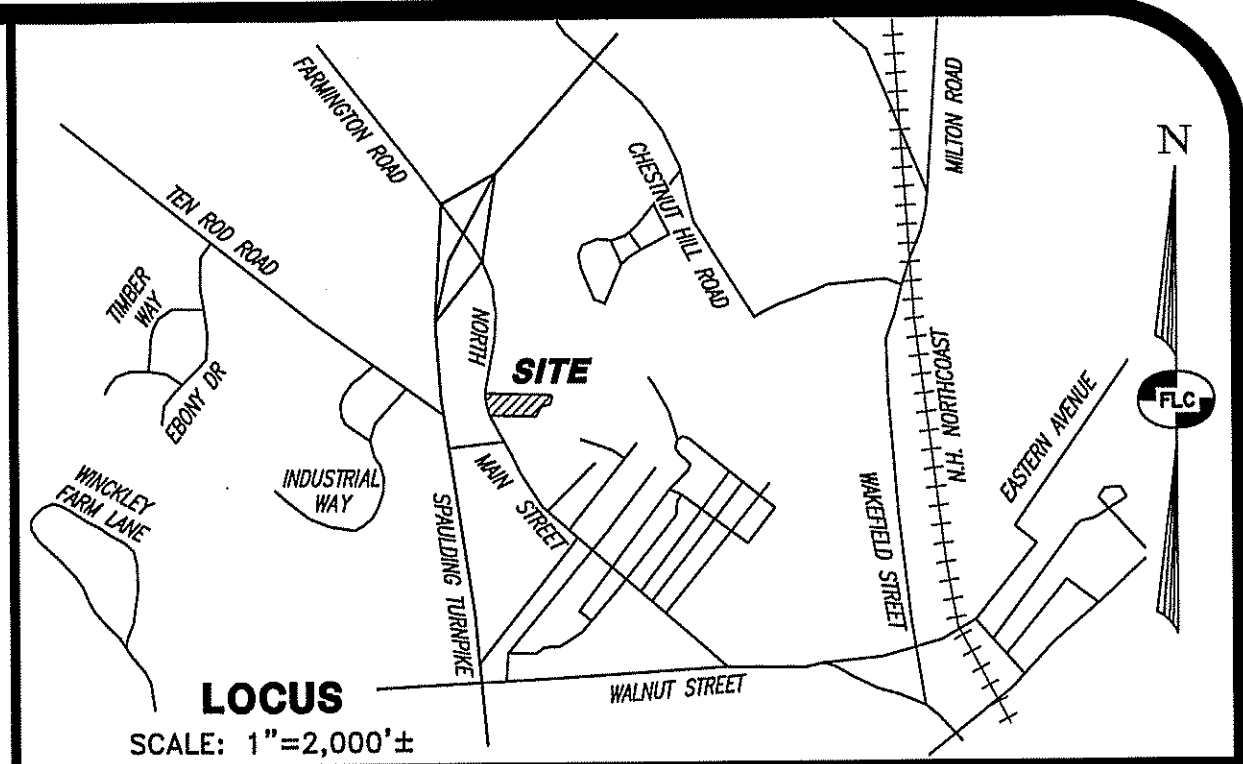 FARMINGTON ROAD
MILTON ROAD
N
CHESTNUT HILL ROAD
TEN ROD ROAD
TIMBER
WAY
NORTH
SITE
EBONY DR
FLC
N.H. NORTHCOAST
EASTERN AVENUE
WINCKLEY
FARM LANE
INDUSTRIAL
WAY
MAIN STREET
SPAULDING TURNPIKE
WAKEFIELD STREET
WALNUT STREET
LOCUS
SCALE: 1"=2,000'±